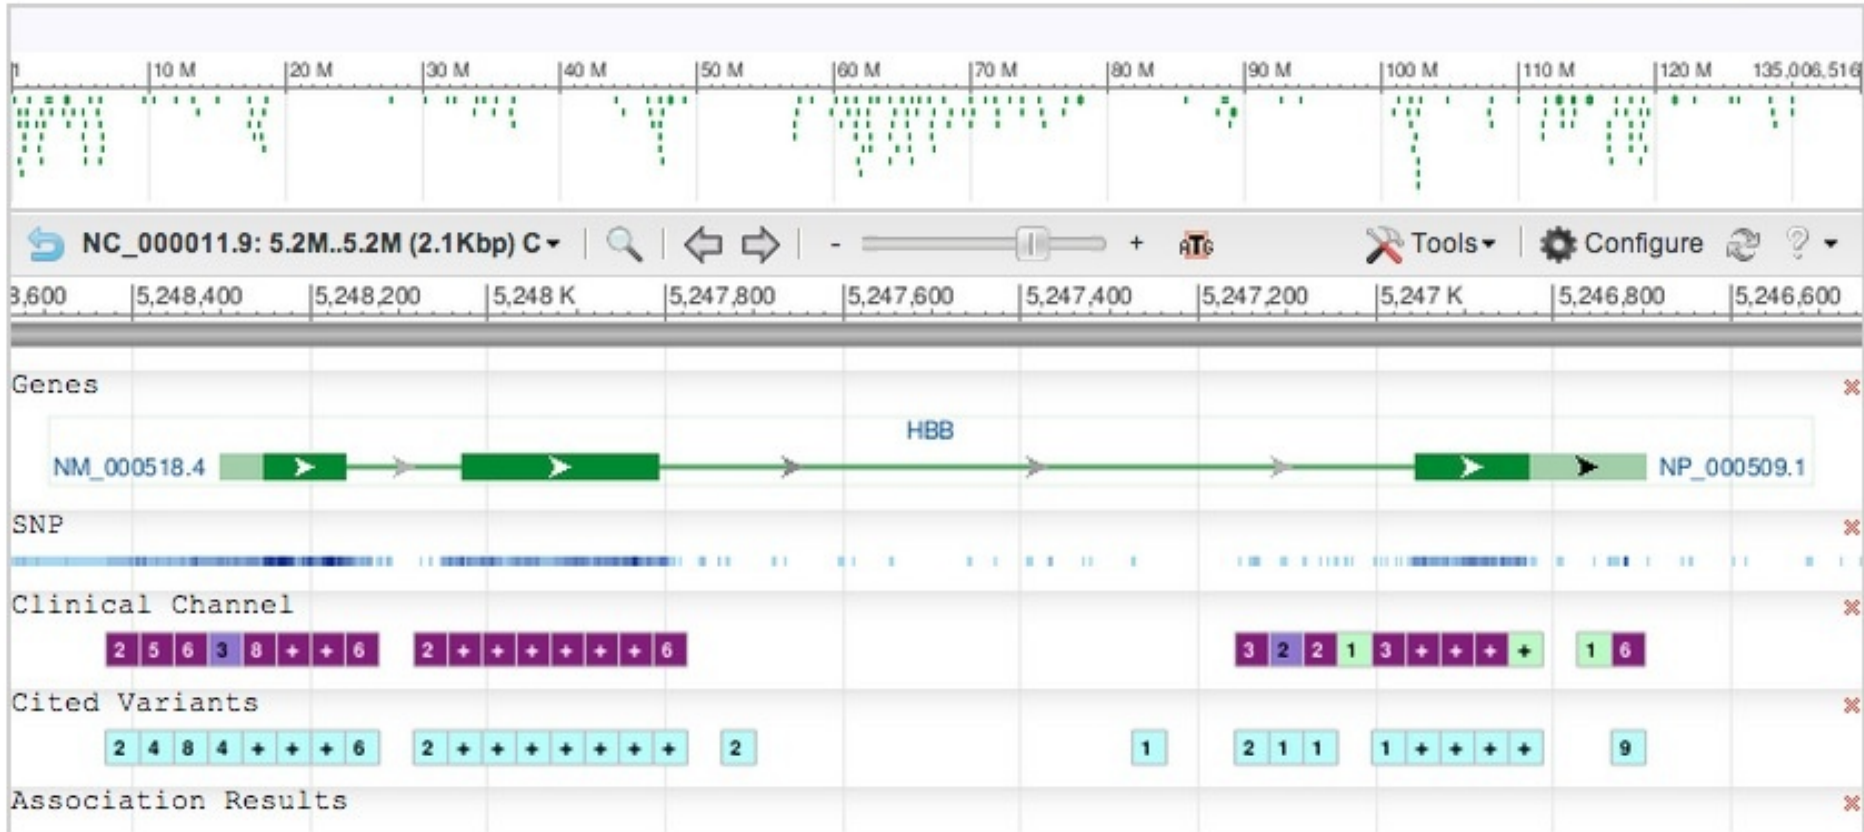 1 10 M 20 M 30 M 40 M 50 M 60 M 70 M 80 M 90 M 100 M 110 M 120 M 135,006,516
NC_000011.9: 5.2M..5.2M (2.1Kbp) C - + ATG Tools Configure ?
3,600 5,248,400 5,248,200 5,248 K 5,247,800 5,247,600 5,247,400 5,247,200 5,247 K 5,246,800 5,246,600
Genes
HBB
NM_000518.4 NP_000509.1
SNP
Clinical Channel
2 5 6 3 8 + + 6 2 + + + + + + 6 3 2 2 1 3 + + + + 1 6
Cited Variants
2 4 8 4 + + + 6 2 + + + + + + + 2 1 2 1 1 1 + + + + 9
Association Results